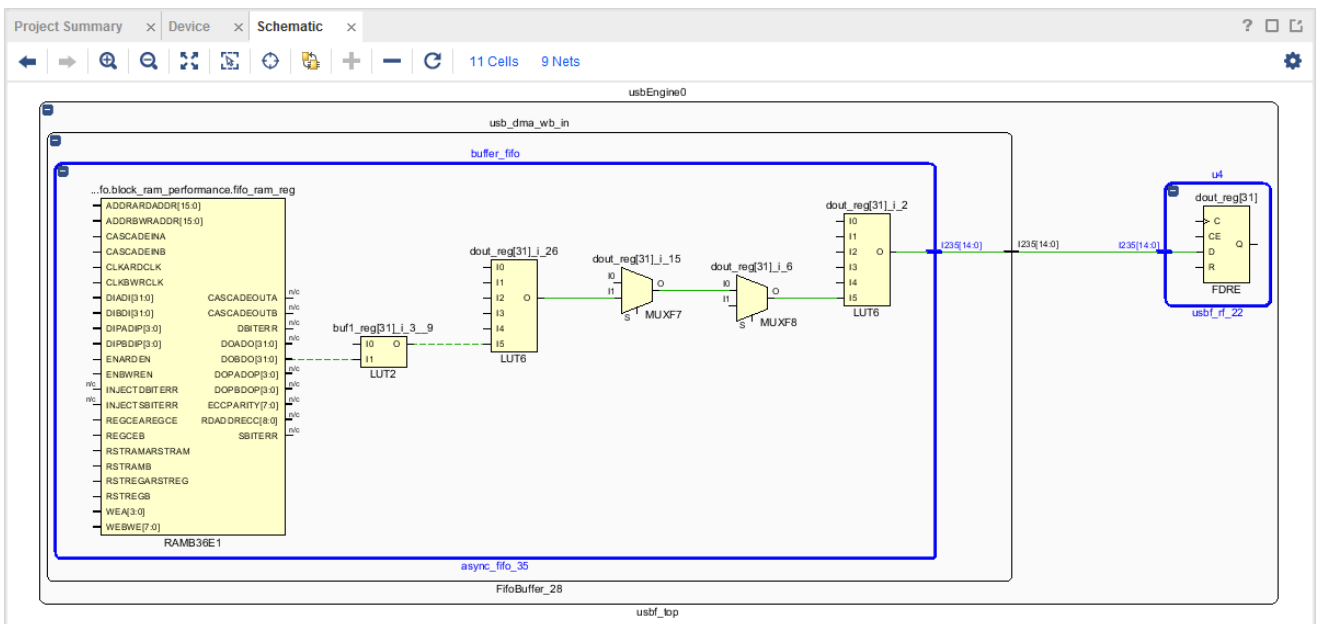 Project Summary × Device × Schematic ×
?
11 Cells 9 Nets
usbEngine0
usb_dma_wb_in
buffer_fifo
...fo.block_ram_performance.fifo_ram_reg
ADDRARDADDR[15:0]
ADDRBWRADDR[15:0]
CASCADEINA
CASCADEINB
CLKARDCLK
CLKBWRCLK
DIADI[31:0] CASCADEOUTA n/c
DIBDI[31:0] CASCADEOUTB n/c
DIPADIP[3:0] DBITERR n/c
DIPBDIP[3:0] DOADO[31:0] n/c
ENARDEN DOBDO[31:0]
ENBWREN DOPADOP[3:0] n/c
n/c INJECTDBITERR DOPBDOP[3:0] n/c
n/c INJECTSBITERR ECCPARITY[7:0] n/c
REGCEAREGCE RDADDRECC[8:0] n/c
REGCEB SBITERR n/c
RSTRAMARSTRAM
RSTRAMB
RSTREGARSTREG
RSTREGB
WEA[3:0]
WEBWE[7:0]
RAMB36E1
buf1_reg[31]_i_3__9
I0 O
I1
LUT2
dout_reg[31]_i_26
I0
I1
I2 O
I3
I4
I5
LUT6
dout_reg[31]_i_15
I0
I1 O
S MUXF7
dout_reg[31]_i_6
I0
I1 O
S MUXF8
dout_reg[31]_i_2
I0
I1
I2 O
I3
I4
I5
LUT6
I235[14:0] I235[14:0] I235[14:0]
u4
dout_reg[31]
C
CE
D Q
R
FDRE
usbf_rf_22
async_fifo_35
FifoBuffer_28
usbf_top